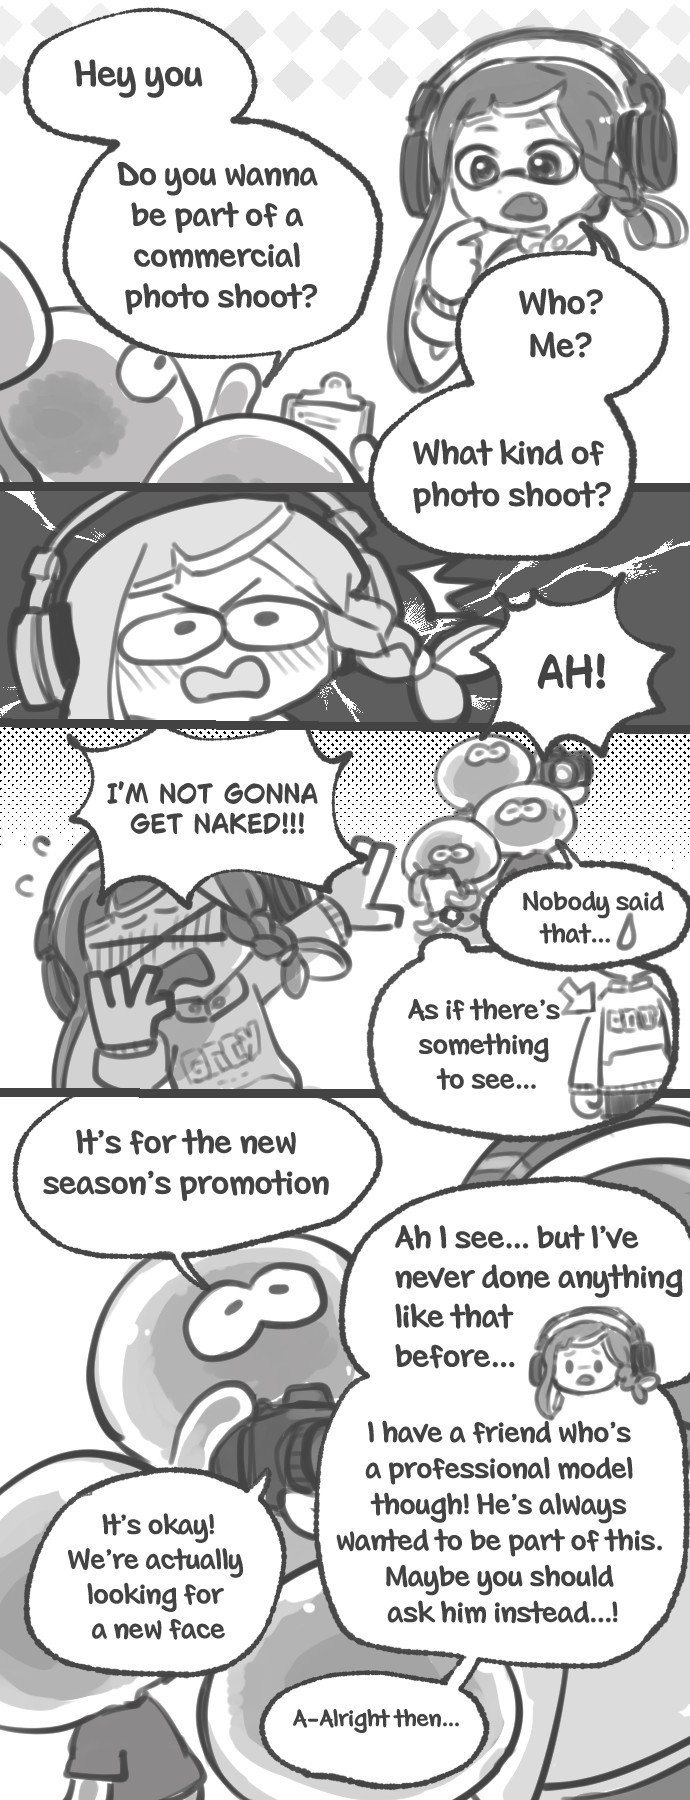 Hey you
Do you wanna
be part of a
commercial
photo shoot?
Who?
Me?
What kind of
photo shoot?
AH!
I'M NOT GONNA
GET NAKED!!!
Nobody said
that...
As if there's
something
to see...
It's for the new
season's promotion
Ah I see... but I've
never done anything
like that
before...
I have a friend who's
a professional model
though! He's always
wanted to be part of this.
Maybe you should
ask him instead...!
It's okay!
We're actually
looking for
a new face
A-Alright then...